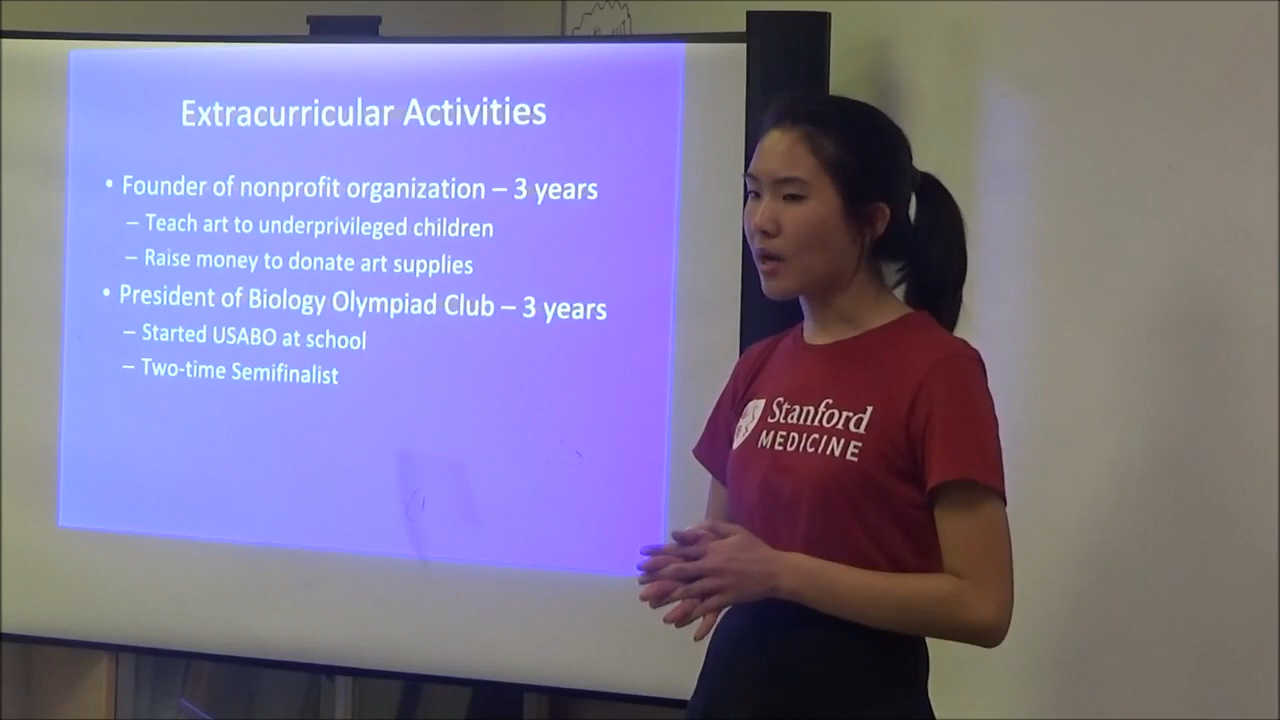 Extracurricular Activities
• Founder of nonprofit organization – 3 years
– Teach art to underprivileged children
– Raise money to donate art supplies
• President of Biology Olympiad Club – 3 years
– Started USABO at school
– Two-time Semifinalist
Stanford
MEDICINE